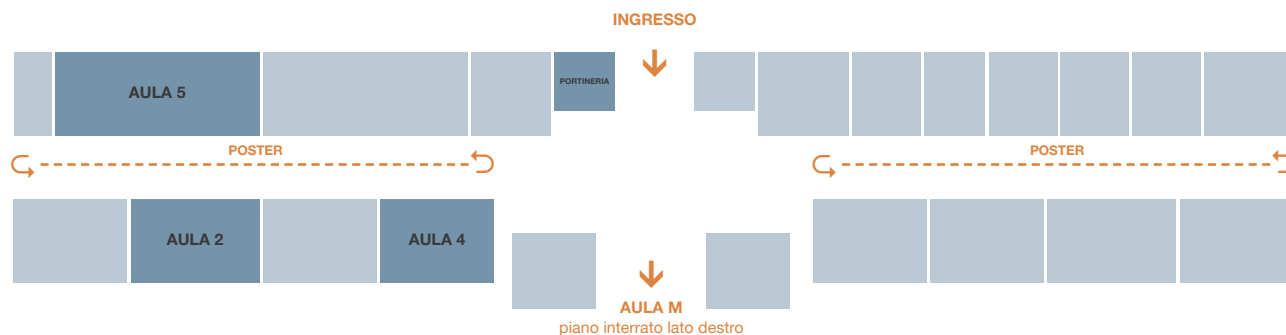 INGRESSO
AULA 5
PORTINERIA
POSTER
POSTER
AULA 2
AULA 4
AULA M
piano interrato lato destro